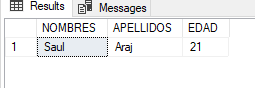 Results Messages
NOMBRES APELLIDOS EDAD
1 Saul Araj 21